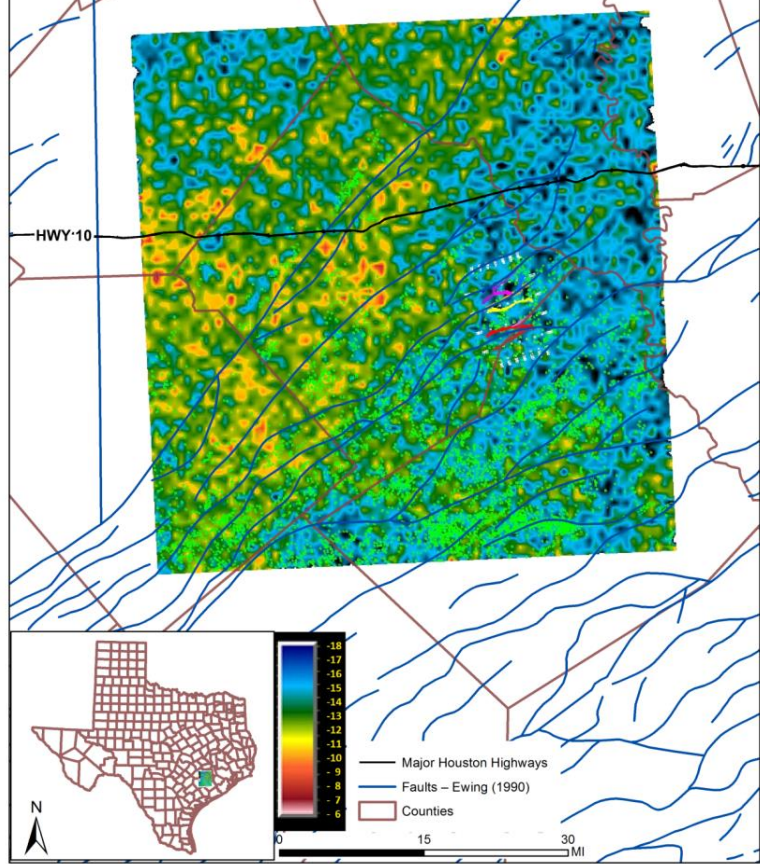 HWY 10
-18
-17
-16
-15
-14
-13
-12
-11
-10
-9
-8
-7
-6
N
Major Houston Highways
Faults – Ewing (1990)
Counties
0 15 30
MI